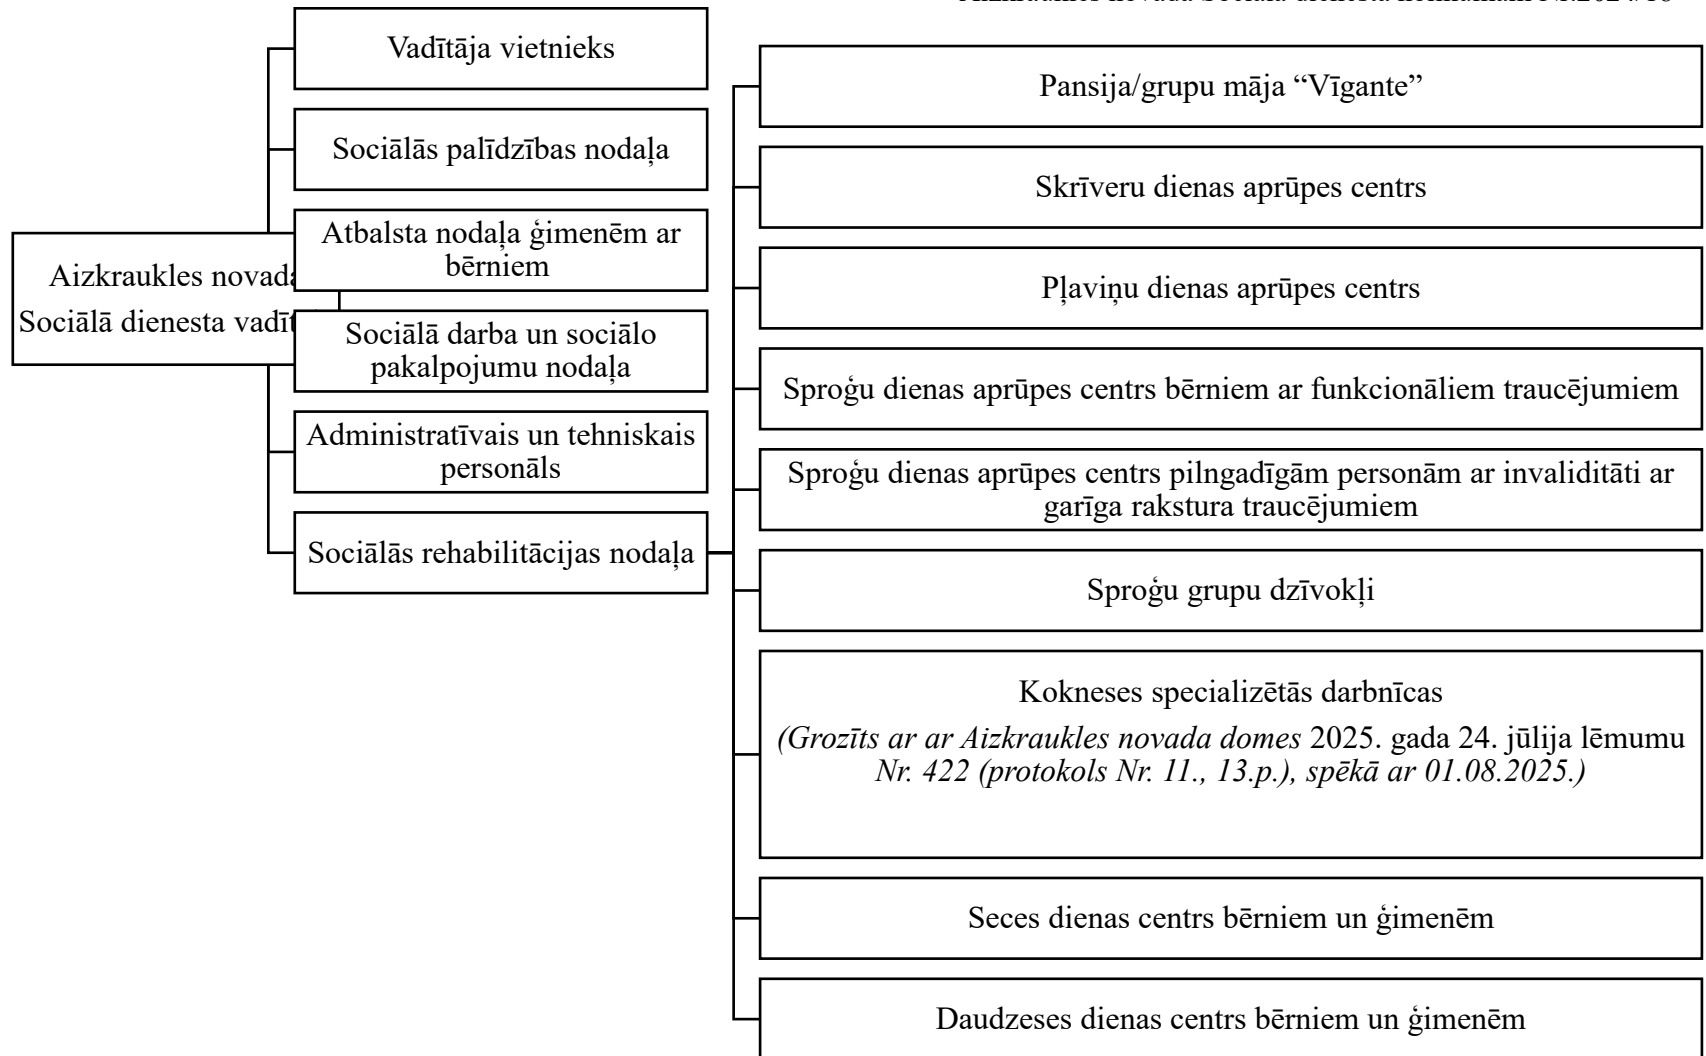 Aizkraukles novada
Sociālā dienesta
Vadītāja vietnieks
Sociālās palīdzības nodaļa
Atbalsta nodaļa ģimenēm ar
bērniem
Sociālā darba un sociālo
pakalpojumu nodaļa
Administratīvais un tehniskais
personāls
Sociālās rehabilitācijas nodaļa
Pansija/grupu māja “Vīgante”
Skrīveru dienas aprūpes centrs
Pļaviņu dienas aprūpes centrs
Sproģu dienas aprūpes centrs bērniem ar funkcionāliem traucējumiem
Sproģu dienas aprūpes centrs pilngadīgām personām ar invaliditāti ar
garīga rakstura traucējumiem
Sproģu grupu dzīvokļi
Kokneses specializētās darbnīcas
(Grozīts ar ar Aizkraukles novada domes 2025. gada 24. jūlija lēmumu
Nr. 422 (protokols Nr. 11., 13.p.), spēkā ar 01.08.2025.)
Seces dienas centrs bērniem un ģimenēm
Daudzeses dienas centrs bērniem un ģimenēm